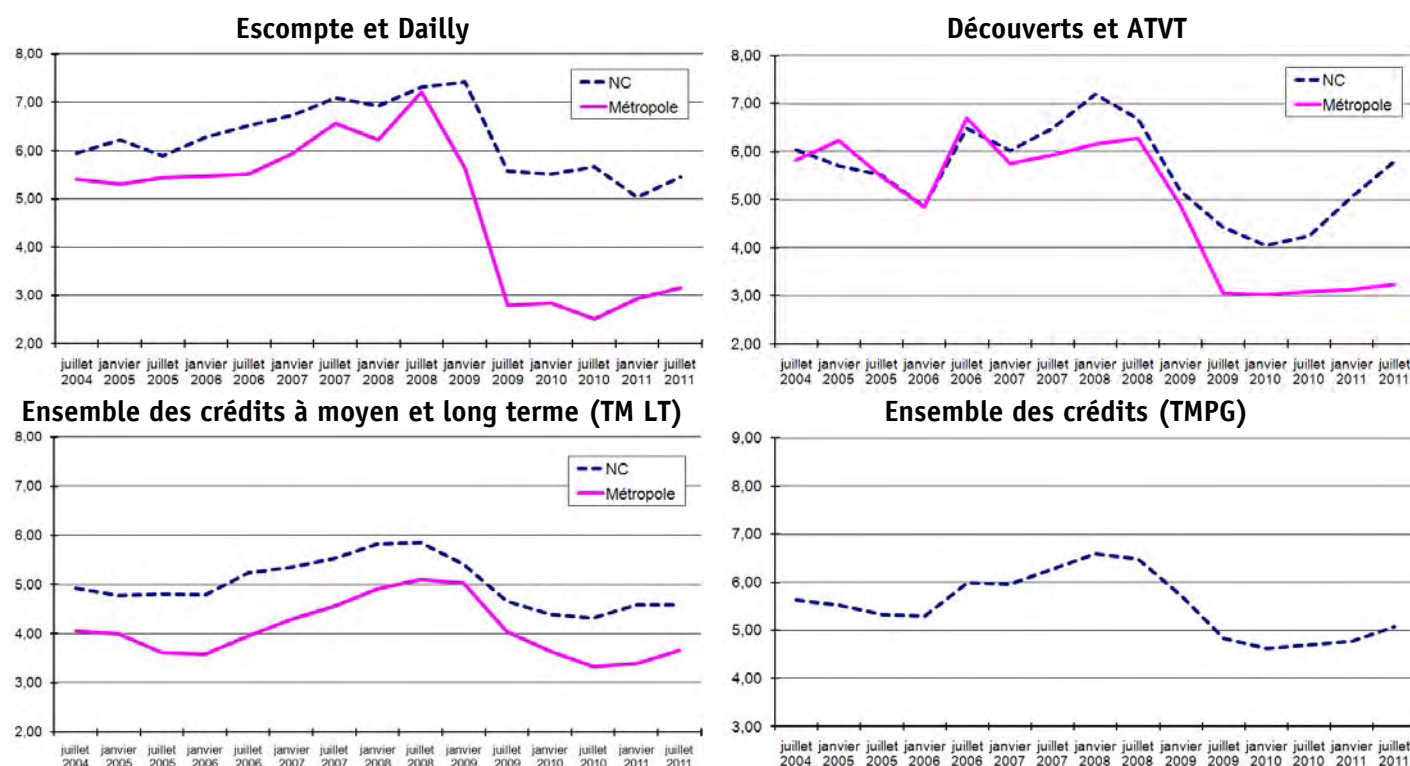 Escompte et Dailly
8,00
7,00
6,00
5,00
4,00
3,00
2,00
NC
Métropole
juillet janvier juillet janvier juillet janvier juillet janvier juillet janvier juillet janvier juillet janvier juillet
2004 2005 2005 2006 2006 2007 2007 2008 2008 2009 2009 2010 2010 2011 2011
Découverts et ATVT
8,00
7,00
6,00
5,00
4,00
3,00
2,00
NC
Métropole
juillet janvier juillet janvier juillet janvier juillet janvier juillet janvier juillet janvier juillet janvier juillet
2004 2005 2005 2006 2006 2007 2007 2008 2008 2009 2009 2010 2010 2011 2011
Ensemble des crédits à moyen et long terme (TM LT)
8,00
7,00
6,00
5,00
4,00
3,00
2,00
NC
Métropole
juillet janvier juillet janvier juillet janvier juillet janvier juillet janvier juillet janvier juillet janvier juillet
2004 2005 2005 2006 2006 2007 2007 2008 2008 2009 2009 2010 2010 2011 2011
Ensemble des crédits (TMPG)
9,00
8,00
7,00
6,00
5,00
4,00
3,00
juillet janvier juillet janvier juillet janvier juillet janvier juillet janvier juillet janvier juillet janvier juillet
2004 2005 2005 2006 2006 2007 2007 2008 2008 2009 2009 2010 2010 2011 2011